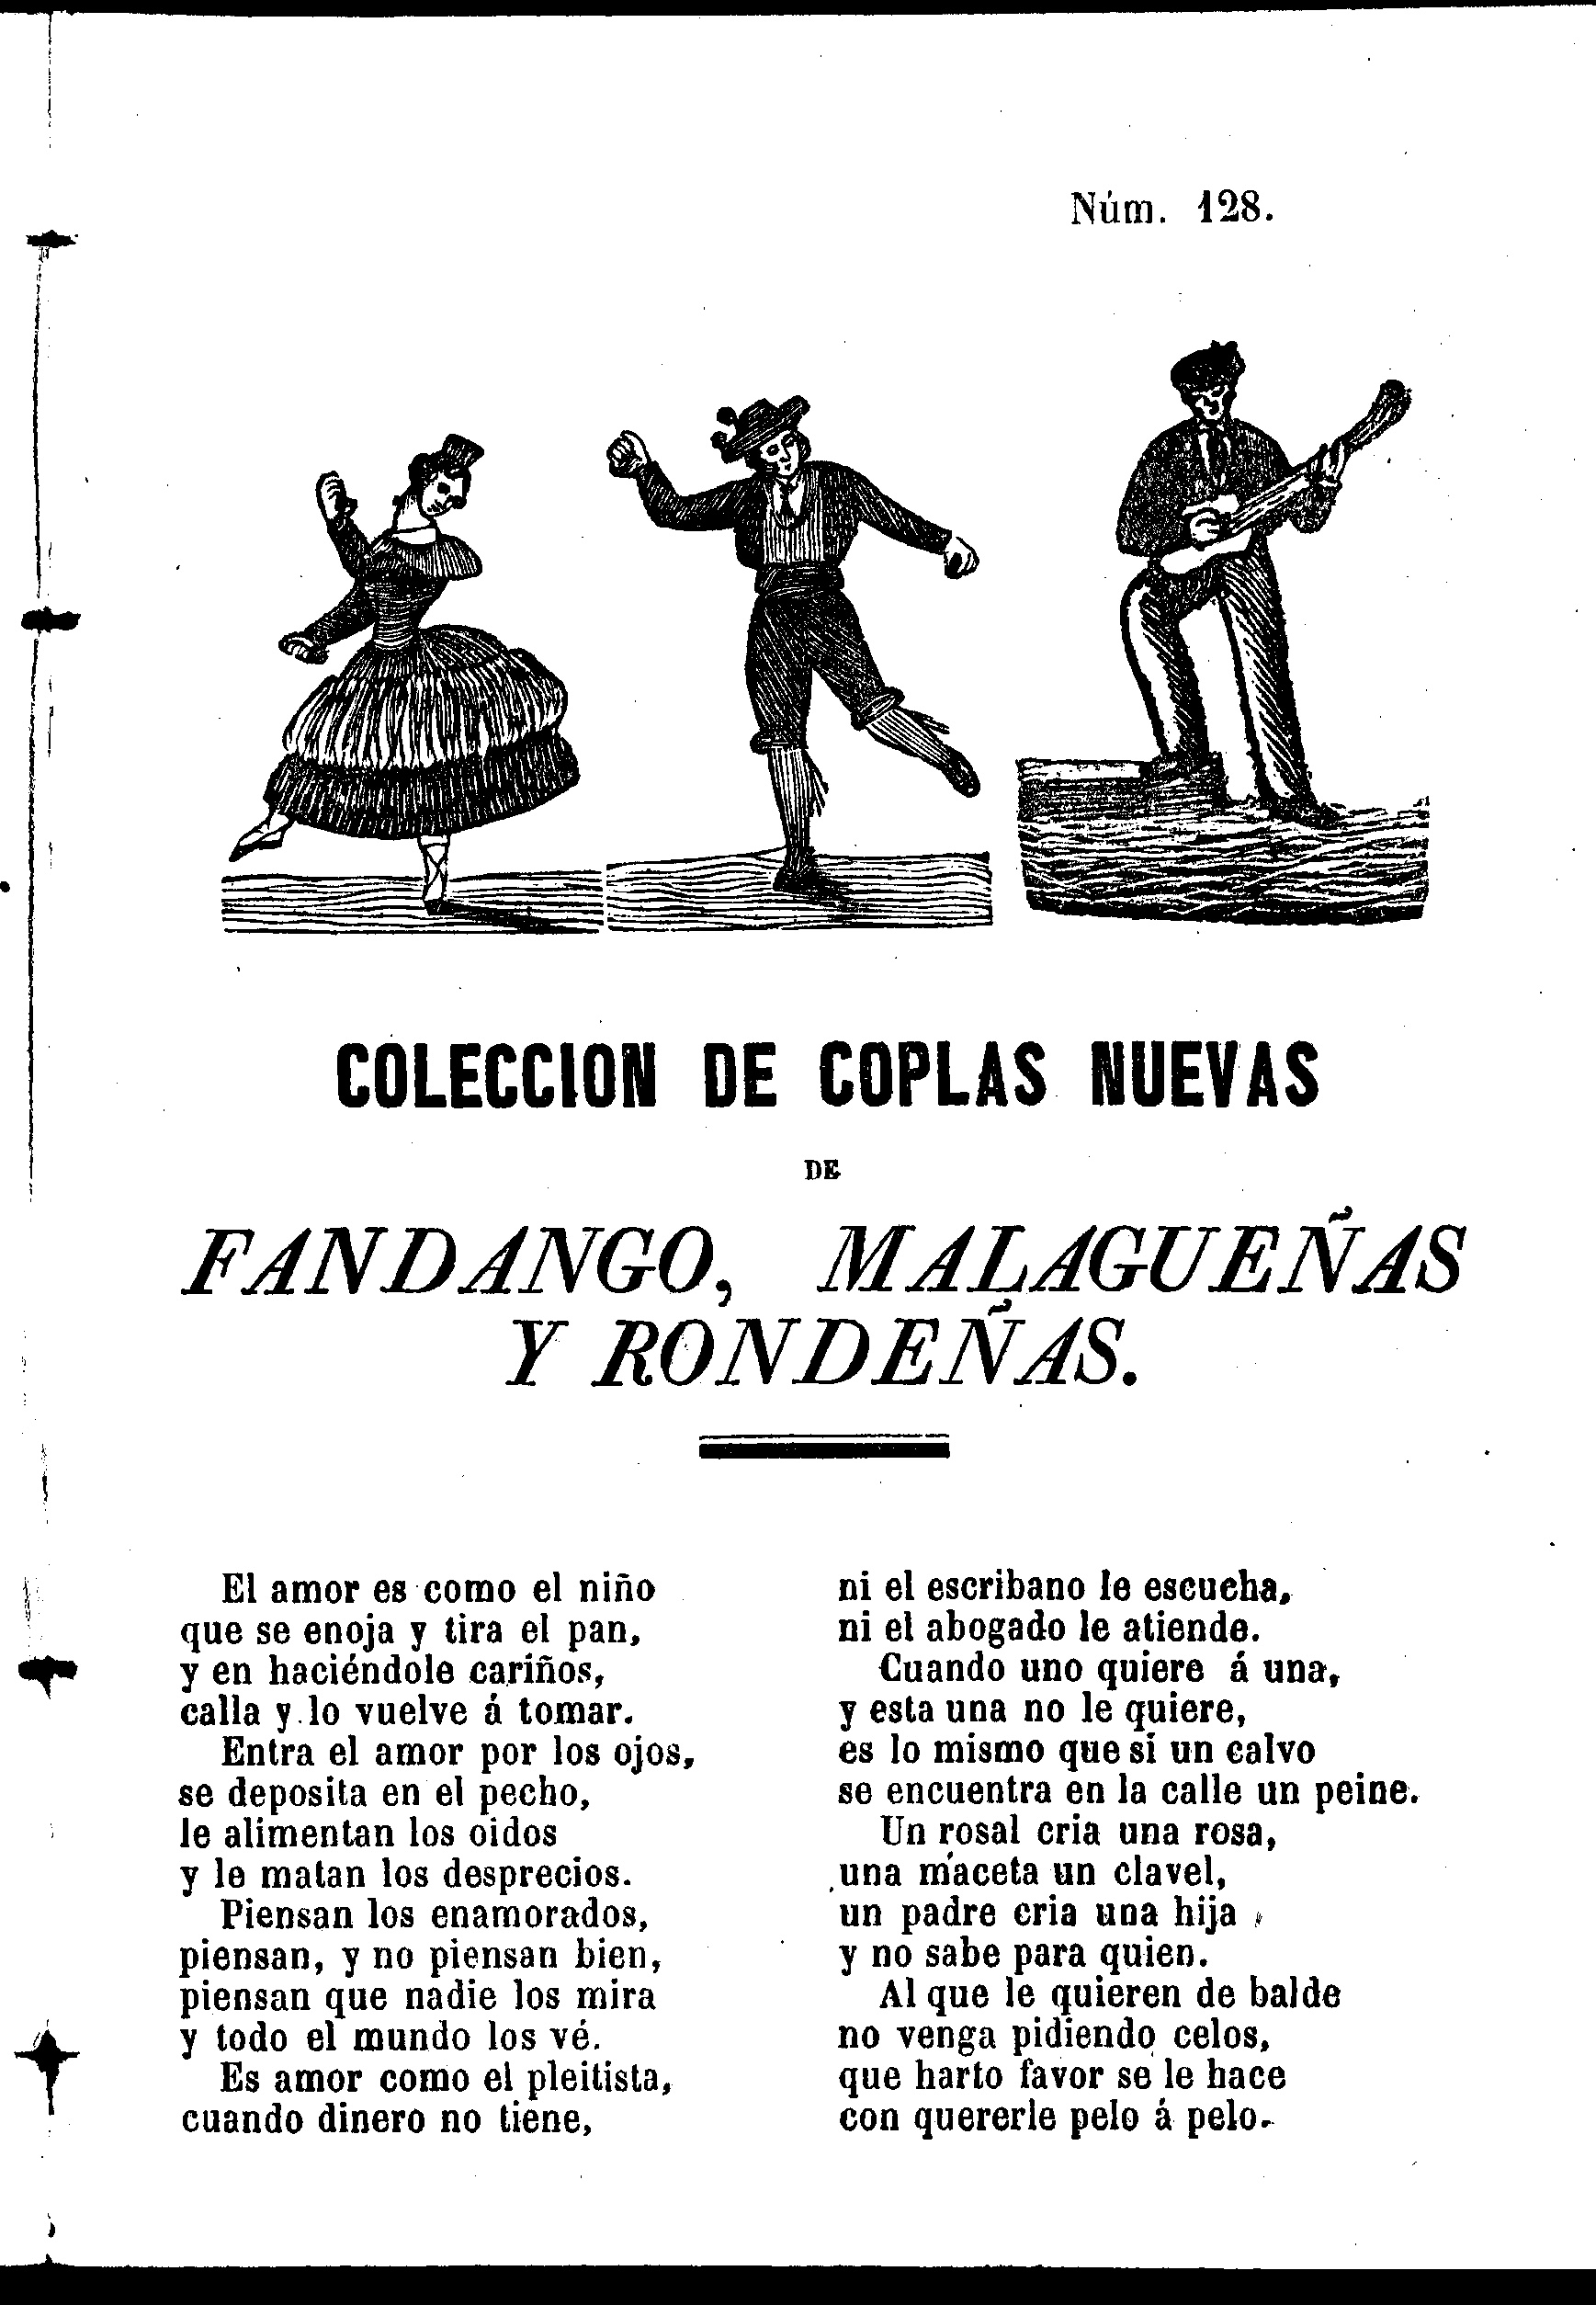 Núm. 128.
COLECCION DE COPLAS NUEVAS
DE
FANDANGO, MALAGUEÑAS
Y RONDEÑAS.
El amor es como el niño
que se enoja y tira el pan,
y en haciéndole cariños,
calla y lo vuelve á tomar.
Entra el amor por los ojos,
se deposita en el pecho,
le alimentan los oidos
y le matan los desprecios.
Piensan los enamorados,
piensan, y no piensan bien,
piensan que nadie los mira
y todo el mundo los vé.
Es amor como el pleitista,
cuando dinero no tiene,
ni el escribano le escucha,
ni el abogado le atiende.
Cuando uno quiere á una,
y esta una no le quiere,
es lo mismo que si un calvo
se encuentra en la calle un peine.
Un rosal cria una rosa,
una maceta un clavel,
un padre cria una hija
y no sabe para quien.
Al que le quieren de balde
no venga pidiendo celos,
que harto favor se le hace
con quererle pelo á pelo.